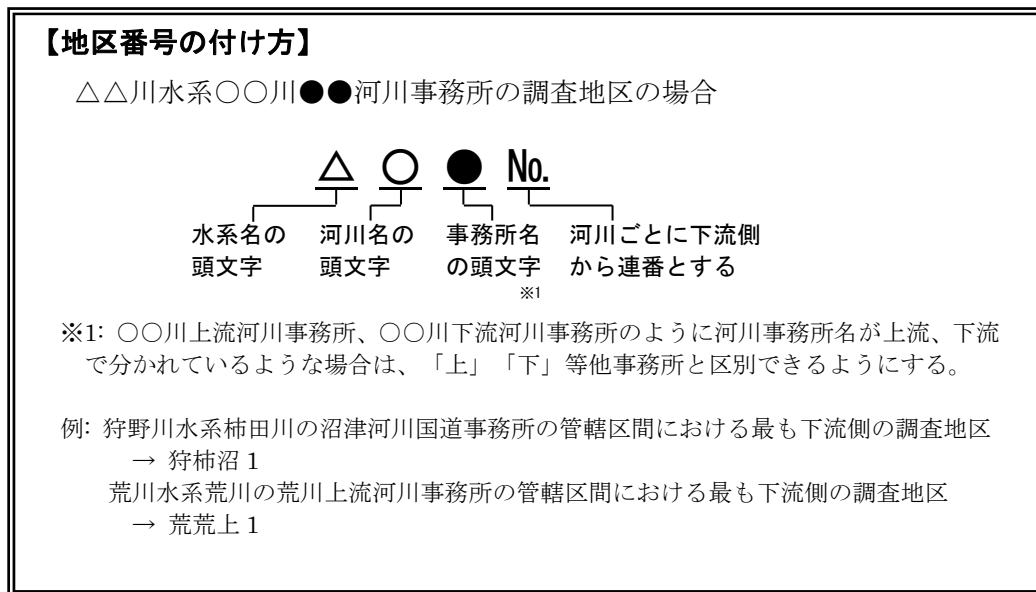 【地区番号の付け方】
△△川水系○○川●●河川事務所の調査地区の場合
△ ○ ● No.
水系名の 河川名の 事務所名 河川ごとに下流側
頭文字 頭文字 の頭文字 から連番とする
※1
※1: ○○川上流河川事務所、○○川下流河川事務所のように河川事務所名が上流、下流
で分かれているような場合は、「上」「下」等他事務所と区別できるようにする。
例: 狩野川水系柿田川の沼津河川国道事務所の管轄区間における最も下流側の調査地区
→ 狩柿沼 1
荒川水系荒川の荒川上流河川事務所の管轄区間における最も下流側の調査地区
→ 荒荒上 1